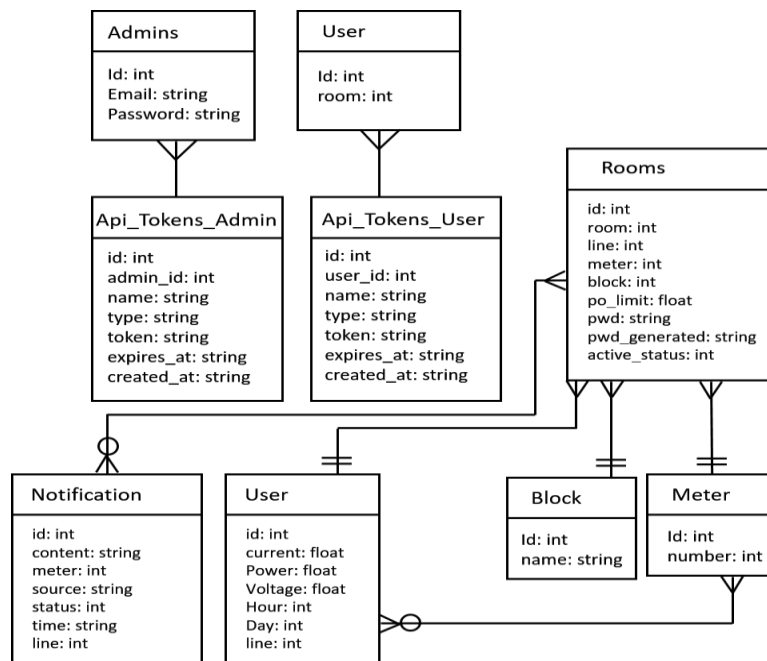 Admins
Id: int
Email: string
Password: string
User
Id: int
room: int
Api_Tokens_Admin
id: int
admin_id: int
name: string
type: string
token: string
expires_at: string
created_at: string
Api_Tokens_User
id: int
user_id: int
name: string
type: string
token: string
expires_at: string
created_at: string
Rooms
id: int
room: int
line: int
meter: int
block: int
po_limit: float
pwd: string
pwd_generated: string
active_status: int
Notification
id: int
content: string
meter: int
source: string
status: int
time: string
line: int
User
id: int
current: float
Power: float
Voltage: float
Hour: int
Day: int
line: int
Block
Id: int
name: string
Meter
Id: int
number: int